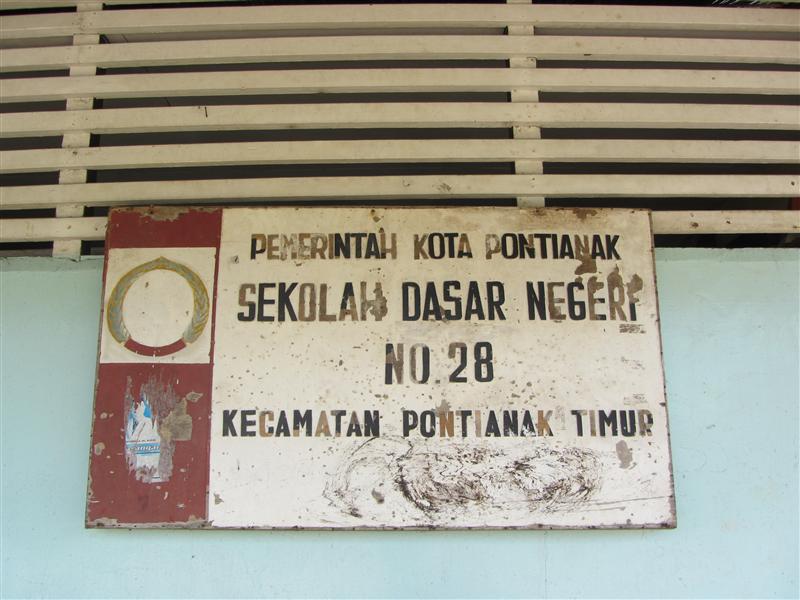 PEMERINTAH KOTA PONTIANAK
SEKOLAH DASAR NEGERI
NO.28
KECAMATAN PONTIANAK TIMUR